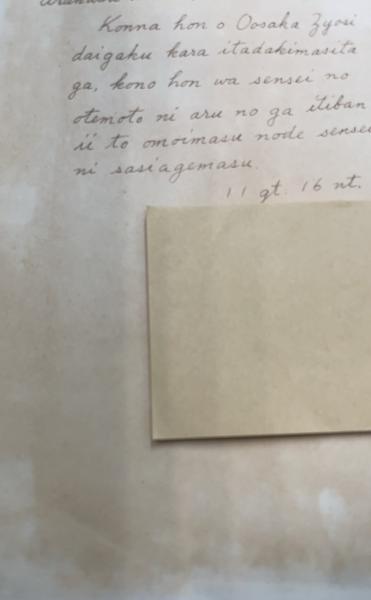 Konna hon o Oosaka Zyosi
daigaku kara itadakimasita
ga, kono hon wa sensei no
otemoto ni aru no ga itiban
ii to omoimasu node sensei
ni sasiagemasu.
11 gt. 16 nt.